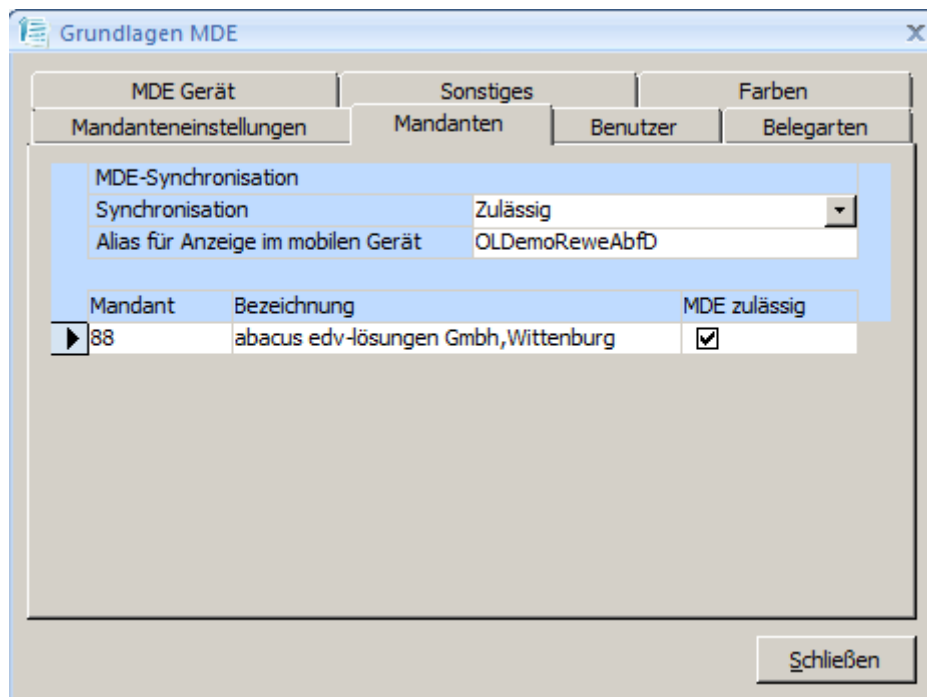 Grundlagen MDE
MDE Gerät Sonstiges Farben
Mandanteneinstellungen Mandanten Benutzer Belegarten
MDE-Synchronisation
Synchronisation Zulässig
Alias für Anzeige im mobilen Gerät OLDemoReweAbfD
Mandant Bezeichnung MDE zulässig
88 abacus edv-lösungen Gmbh,Wittenburg
Schließen